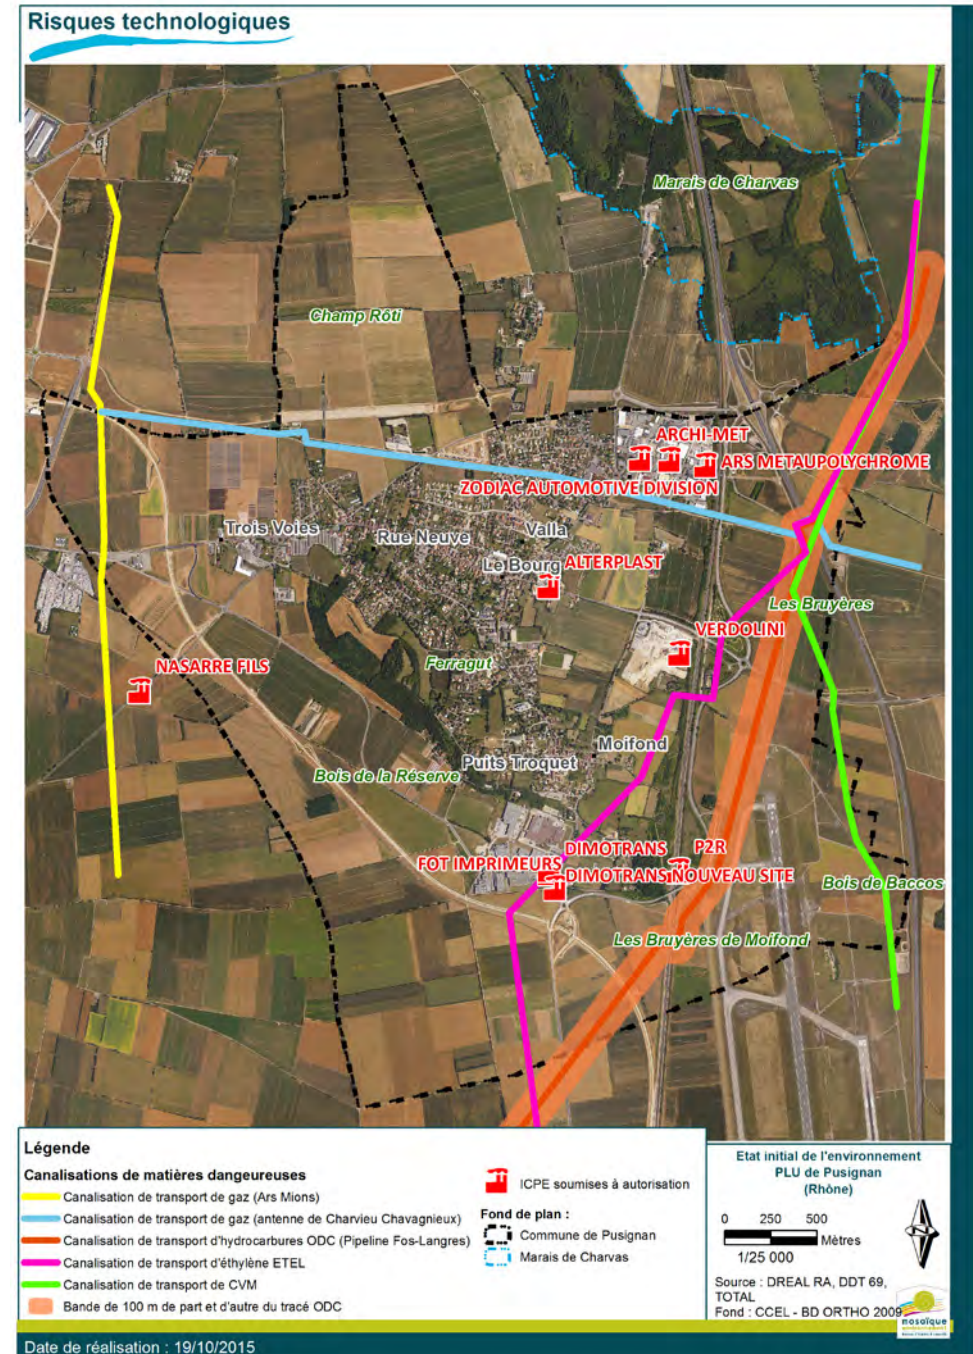 Risques technologiques
Marais de Charvas
Champ Rôti
ARCHI-MET
ARS METAUPOLYCHROME
ZODIAC AUTOMOTIVE DIVISION
Trois Voies
Rue Neuve
Valla
Le Bourg
ALTERPLAST
Les Bruyères
VERDOLINI
NASARRE FILS
Ferragut
Moifond
Bois de la Réserve
Puits Troquet
DIMOTRANS
P2R
FOT IMPRIMEURS
DIMOTRANS NOUVEAU SITE
Bois de Baccos
Les Bruyères de Moifond
Légende
Canalisations de matières dangeureuses
Canalisation de transport de gaz (Ars Mions)
Canalisation de transport de gaz (antenne de Charvieu Chavagnieux)
Canalisation de transport d'hydrocarbures ODC (Pipeline Fos-Langres)
Canalisation de transport d'éthylène ETEL
Canalisation de transport de CVM
Bande de 100 m de part et d'autre du tracé ODC
ICPE soumises à autorisation
Fond de plan :
Commune de Pusignan
Marais de Charvas
Etat initial de l'environnement
PLU de Pusignan
(Rhône)
0 250 500
Mètres
1/25 000
Source : DREAL RA, DDT 69,
TOTAL
Fond : CCEL - BD ORTHO 2009
mosaïque
Date de réalisation : 19/10/2015